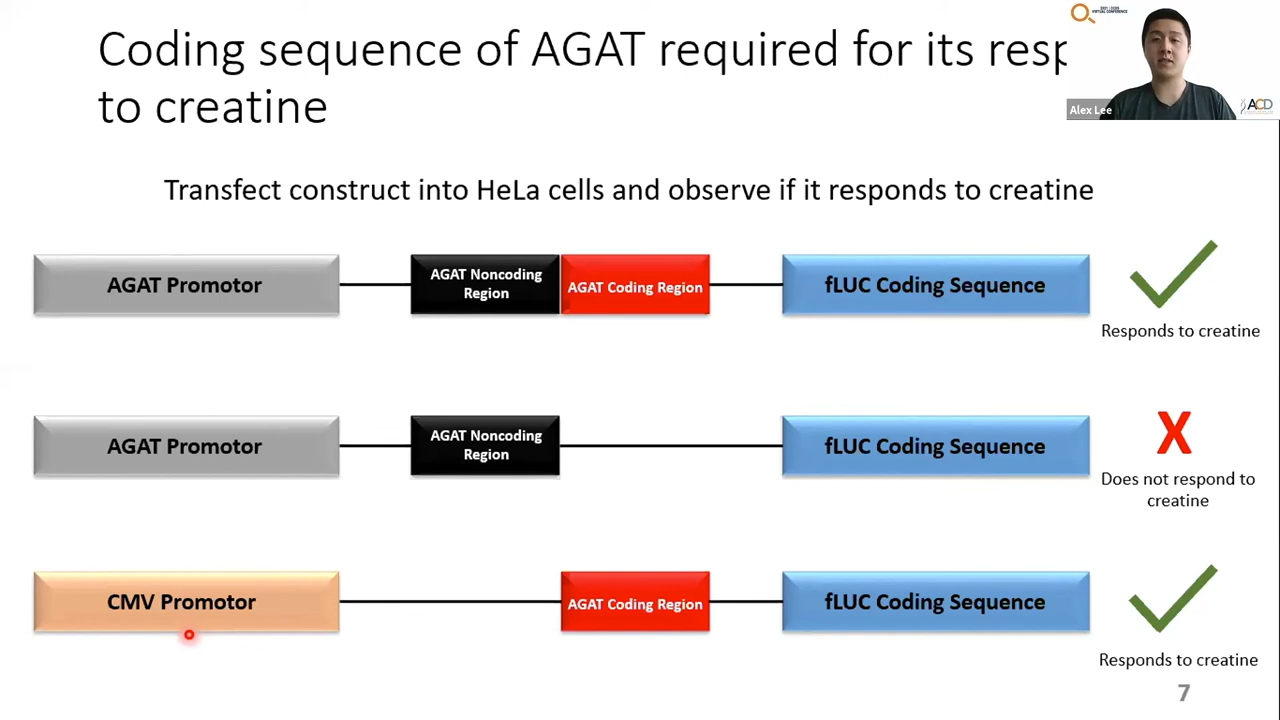 Coding sequence of AGAT required for its resp
to creatine
VIRTUAL CONFERENCE
Alex Lee
ACD
Transfect construct into HeLa cells and observe if it responds to creatine
AGAT Promotor
AGAT Noncoding
Region
AGAT Coding Region
fLUC Coding Sequence
Responds to creatine
AGAT Promotor
AGAT Noncoding
Region
fLUC Coding Sequence
X
Does not respond to
creatine
CMV Promotor
AGAT Coding Region
fLUC Coding Sequence
Responds to creatine
7